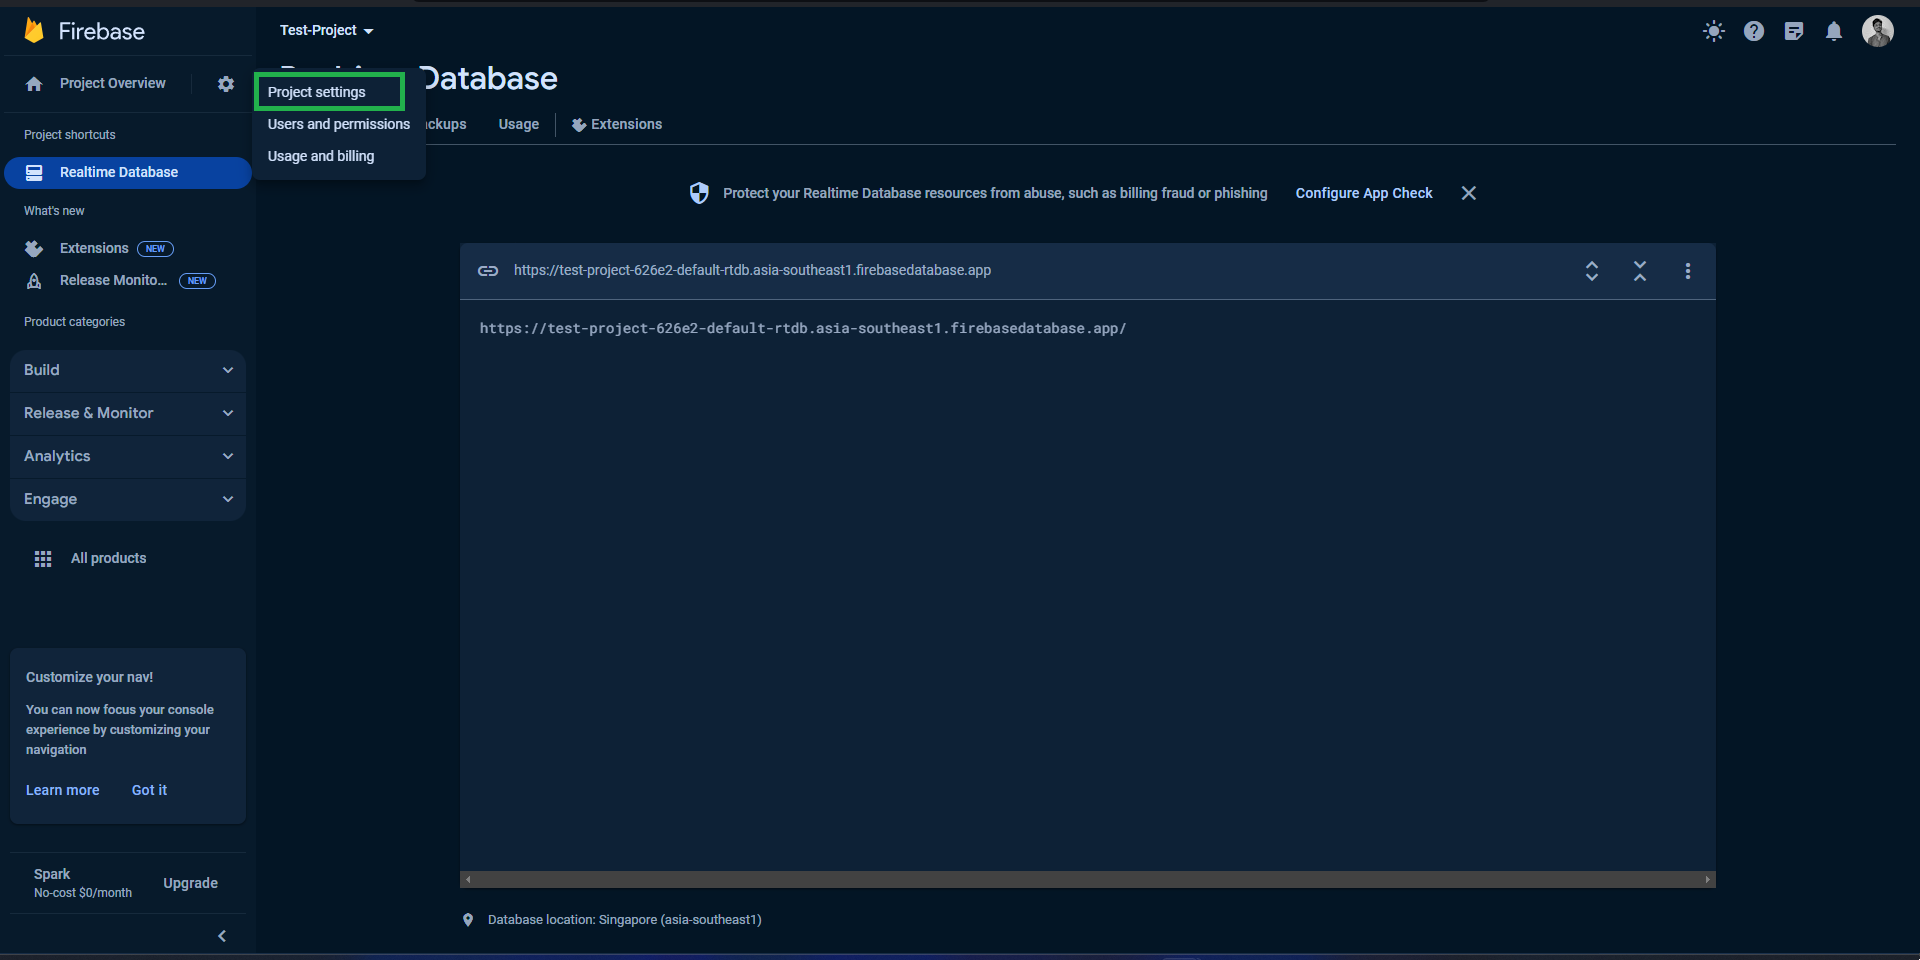 Firebase
Test-Project
Project Overview
Project settings
Users and permissions
Usage and billing
Database
ckups
Usage
Extensions
Project shortcuts
Realtime Database
What's new
Extensions NEW
Release Monito... NEW
Product categories
Build
Release & Monitor
Analytics
Engage
All products
Customize your nav!
You can now focus your console
experience by customizing your
navigation
Learn more Got it
Spark
No-cost $0/month
Upgrade
Protect your Realtime Database resources from abuse, such as billing fraud or phishing
Configure App Check
https://test-project-626e2-default-rtdb.asia-southeast1.firebasedatabase.app
https://test-project-626e2-default-rtdb.asia-southeast1.firebasedatabase.app/
Database location: Singapore (asia-southeast1)